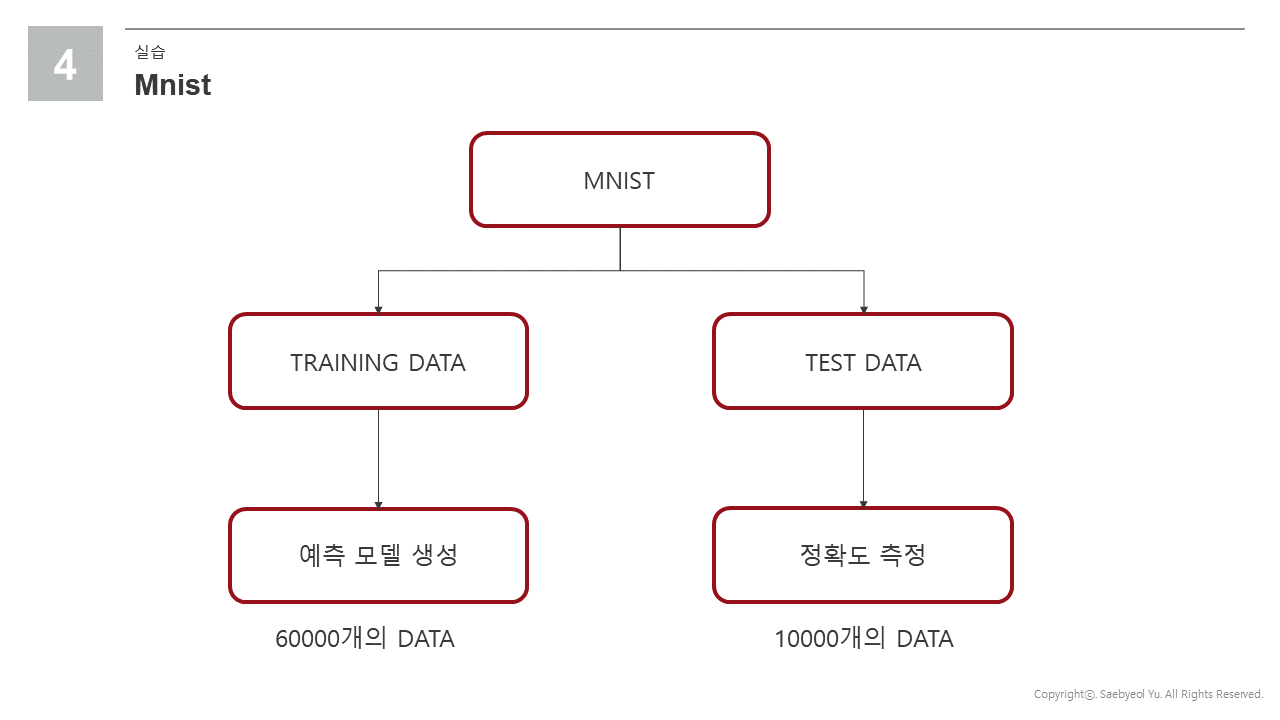 4
실습
Mnist
MNIST
TRAINING DATA
TEST DATA
예측 모델 생성
정확도 측정
60000개의 DATA
10000개의 DATA
Copyrightⓒ. Saebyeol Yu. All Rights Reserved.